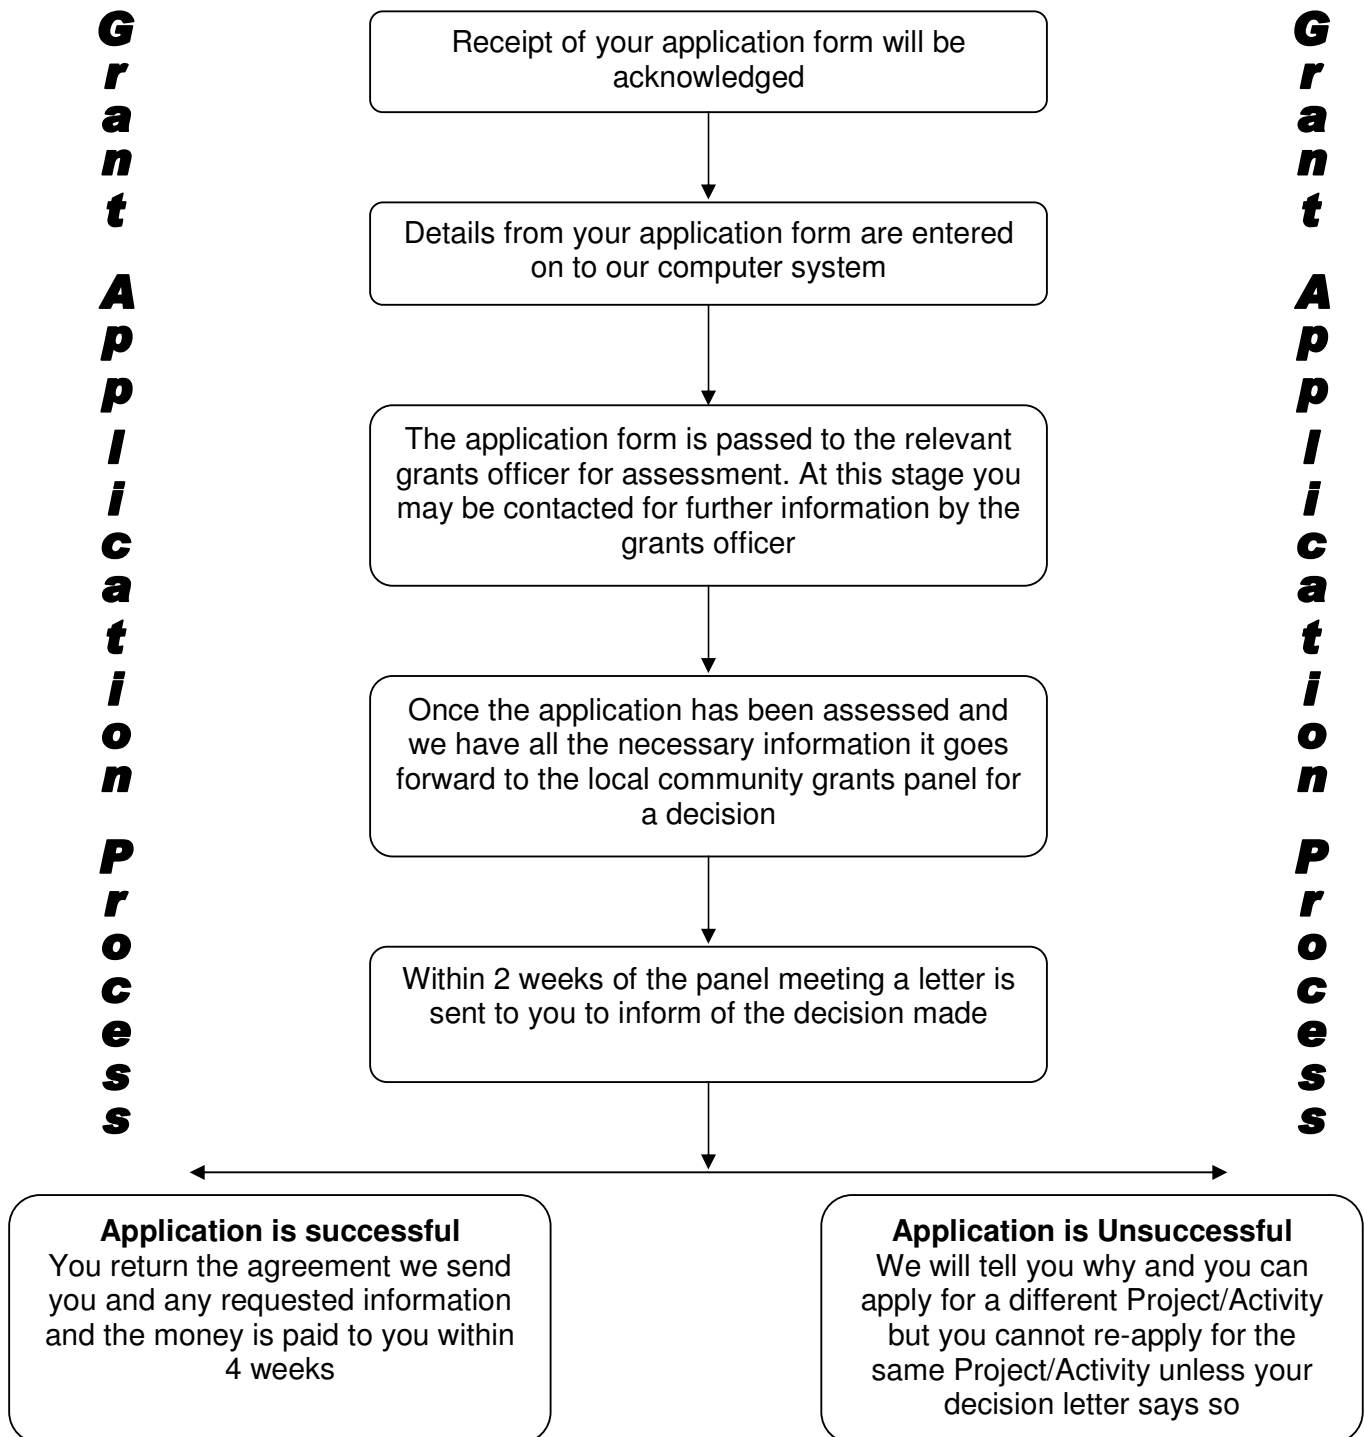 Grant Application Process
Receipt of your application form will be
acknowledged
Details from your application form are entered
on to our computer system
The application form is passed to the relevant
grants officer for assessment. At this stage you
may be contacted for further information by the
grants officer
Once the application has been assessed and
we have all the necessary information it goes
forward to the local community grants panel for
a decision
Within 2 weeks of the panel meeting a letter is
sent to you to inform of the decision made
Application is successful
You return the agreement we send
you and any requested information
and the money is paid to you within
4 weeks
Application is Unsuccessful
We will tell you why and you can
apply for a different Project/Activity
but you cannot re-apply for the
same Project/Activity unless your
decision letter says so
Grant Application Process